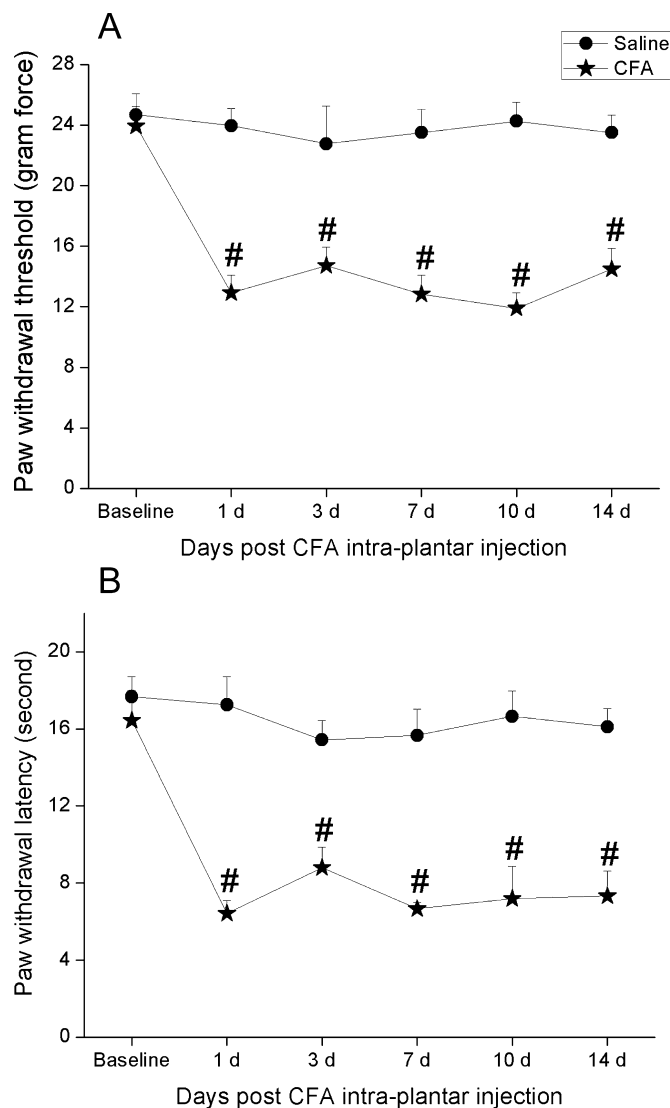 A
Saline
CFA
28
24
20
16
12
8
4
0
Paw withdrawal threshold (gram force)
# # # # #
Baseline 1 d 3 d 7 d 10 d 14 d
Days post CFA intra-plantar injection
B
20
16
12
8
4
0
Paw withdrawal latency (second)
# # # # #
Baseline 1 d 3 d 7 d 10 d 14 d
Days post CFA intra-plantar injection